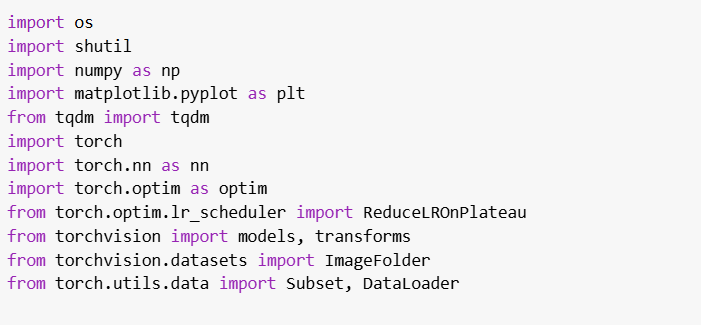 import os
import shutil
import numpy as np
import matplotlib.pyplot as plt
from tqdm import tqdm
import torch
import torch.nn as nn
import torch.optim as optim
from torch.optim.lr_scheduler import ReduceLROnPlateau
from torchvision import models, transforms
from torchvision.datasets import ImageFolder
from torch.utils.data import Subset, DataLoader